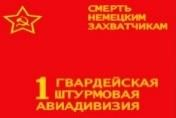 СМЕРТЬ
НЕМЕЦКИМ
ЗАХВАТЧИКАМ
1 ГВАРДЕЙСКАЯ
ШТУРМОВАЯ
АВИАДИВИЗИЯ